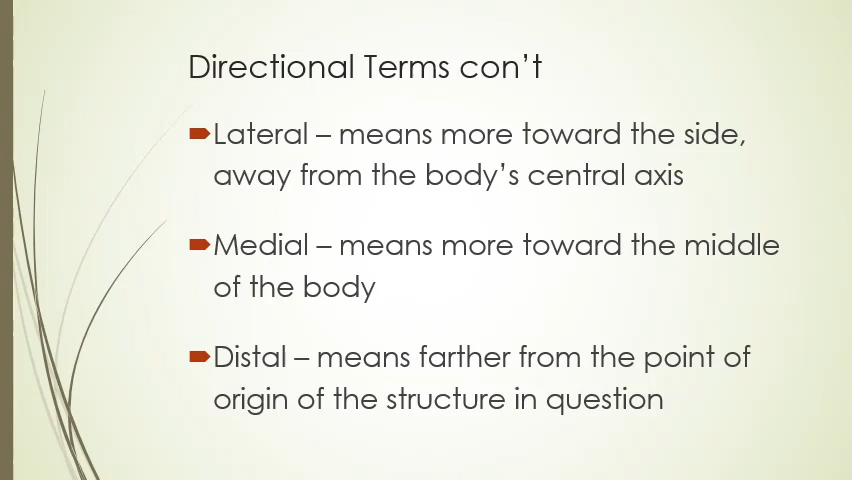 Directional Terms con’t
Lateral – means more toward the side,
away from the body’s central axis
Medial – means more toward the middle
of the body
Distal – means farther from the point of
origin of the structure in question